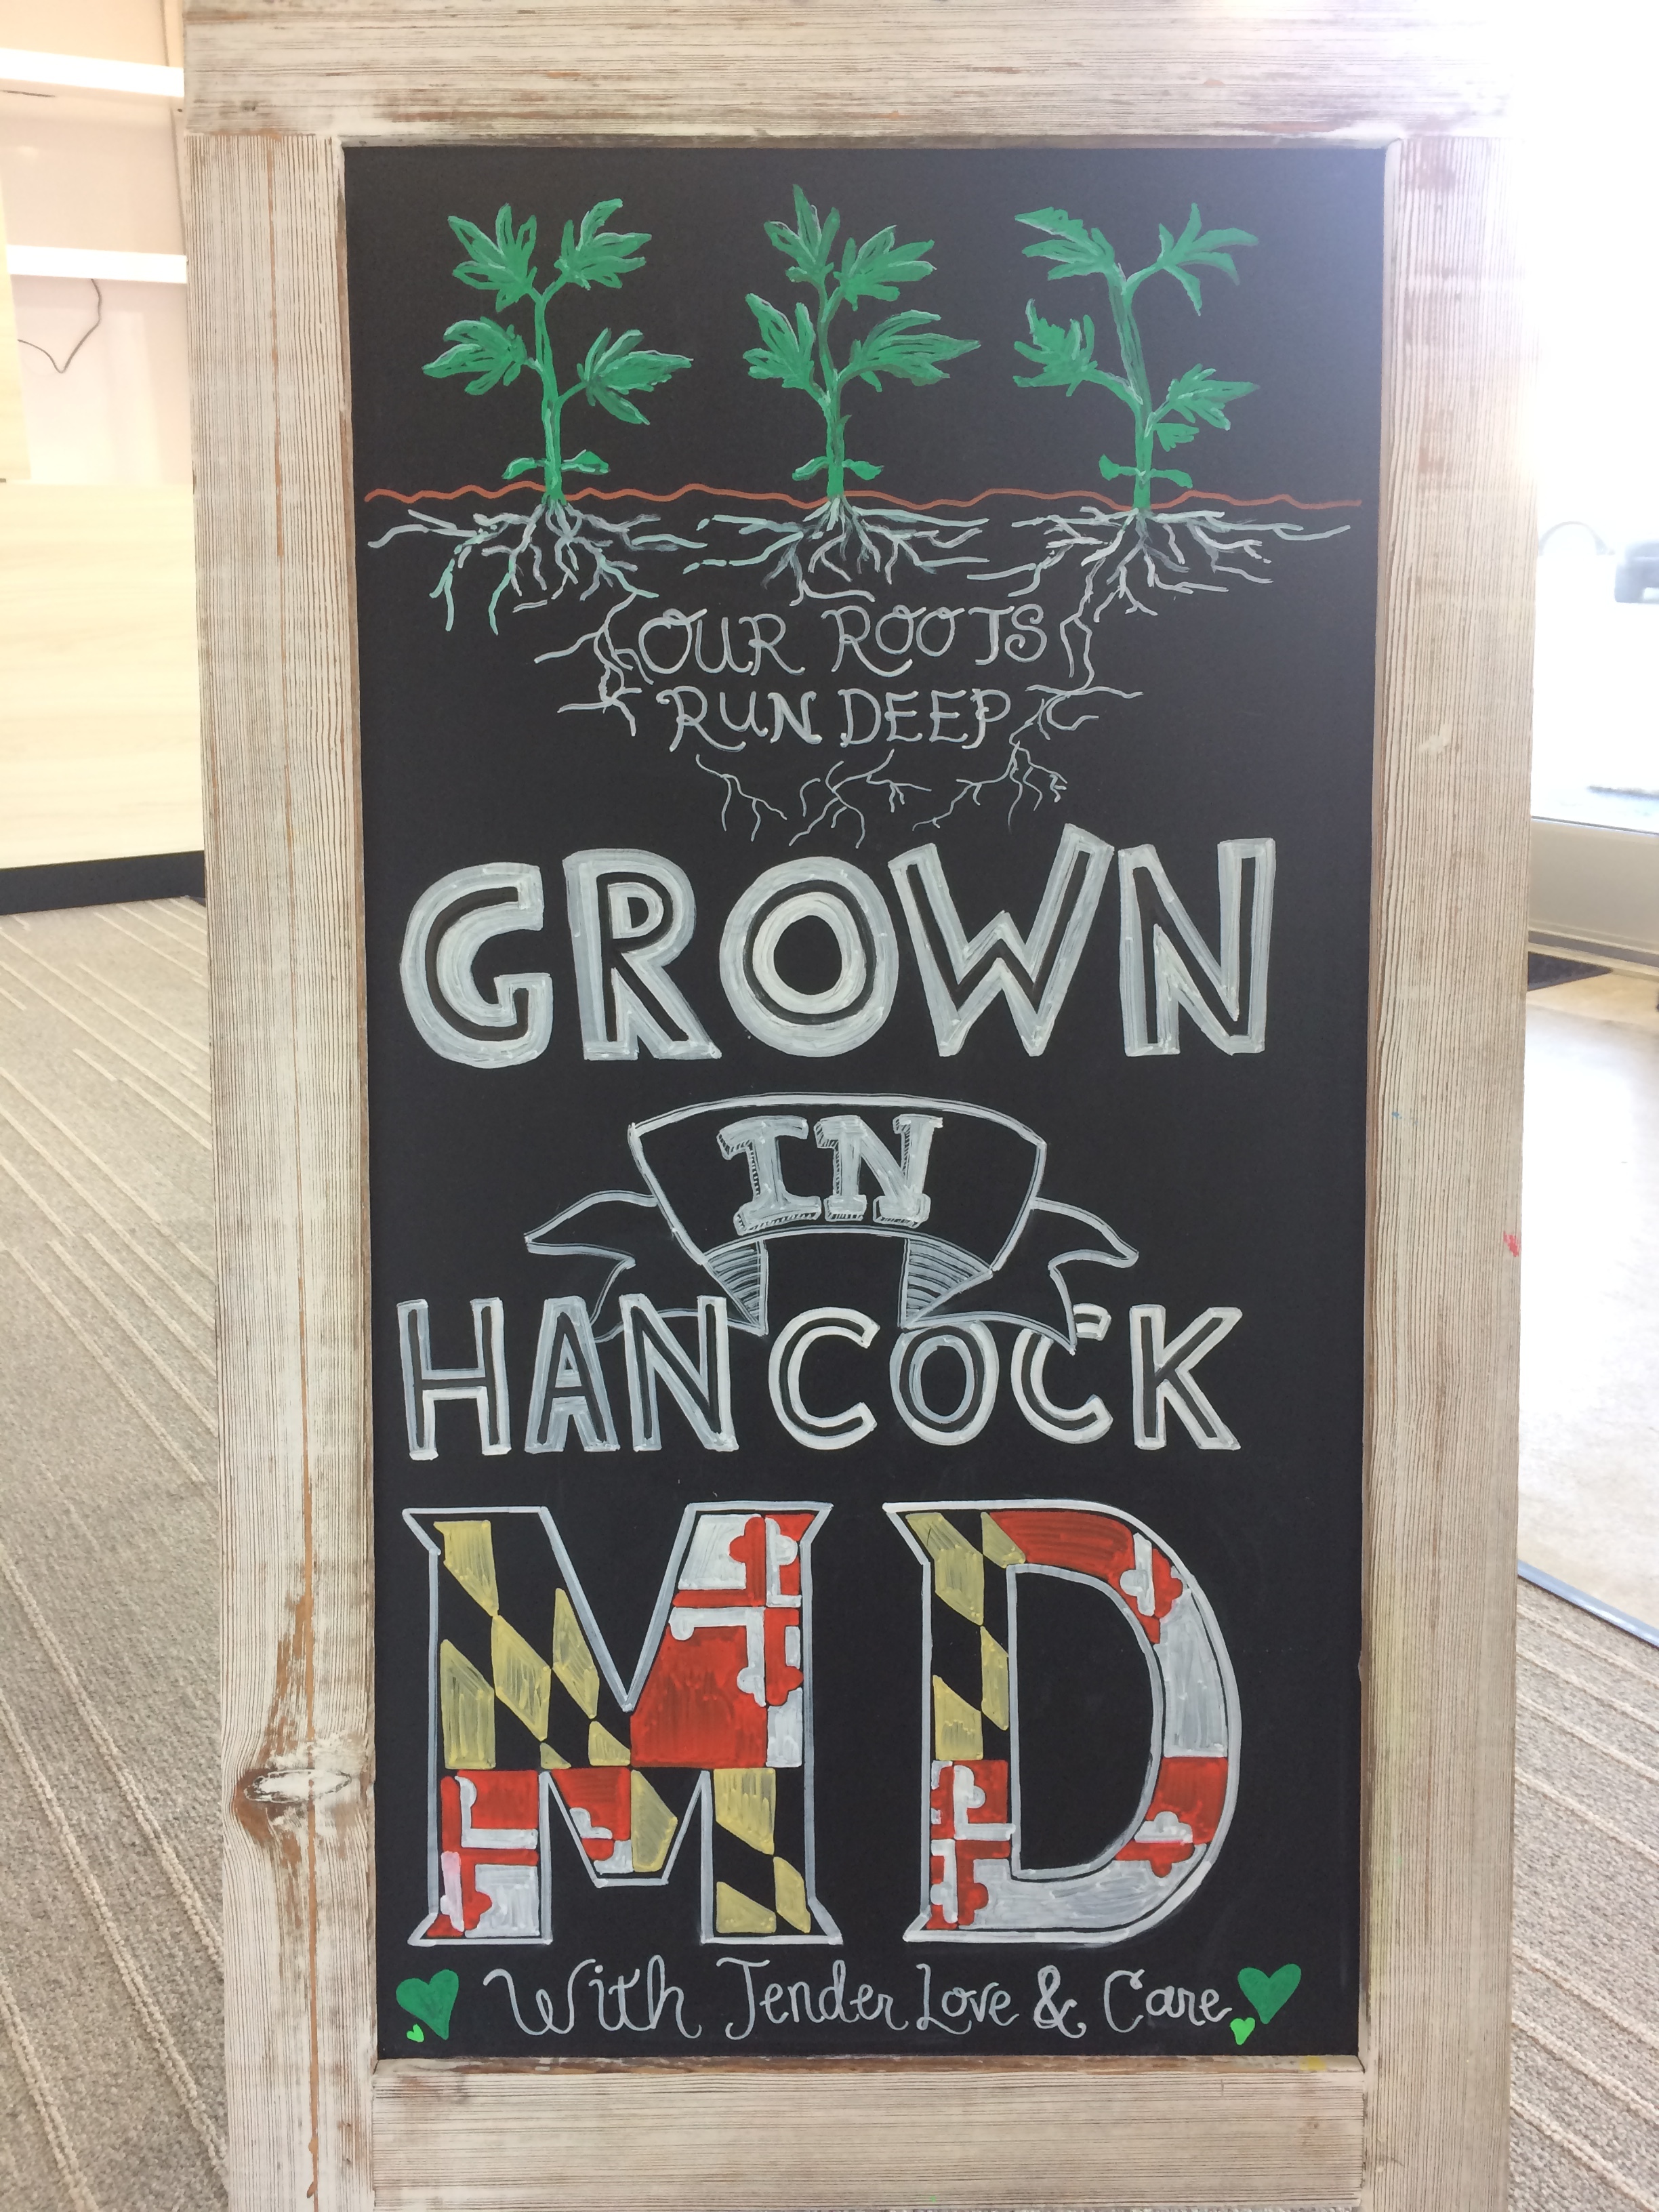 OUR ROOTS
RUN DEEP
GROWN
IN
HANCOCK
MD
With Tender Love & Care